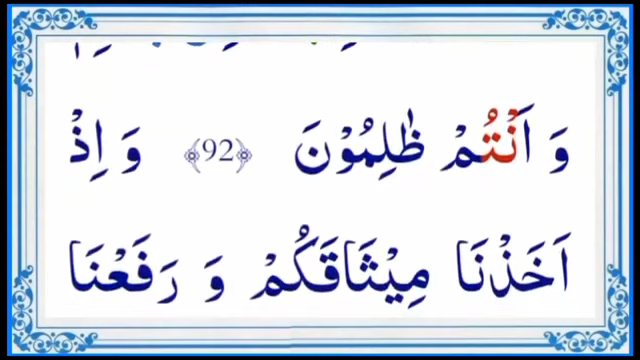 وَ اَنْتُمْ ظٰلِمُوْنَ ﴿92﴾ وَ اِذْ
اَخَذْنَا مِيْثَاقَكُمْ وَ رَفَعْنَا